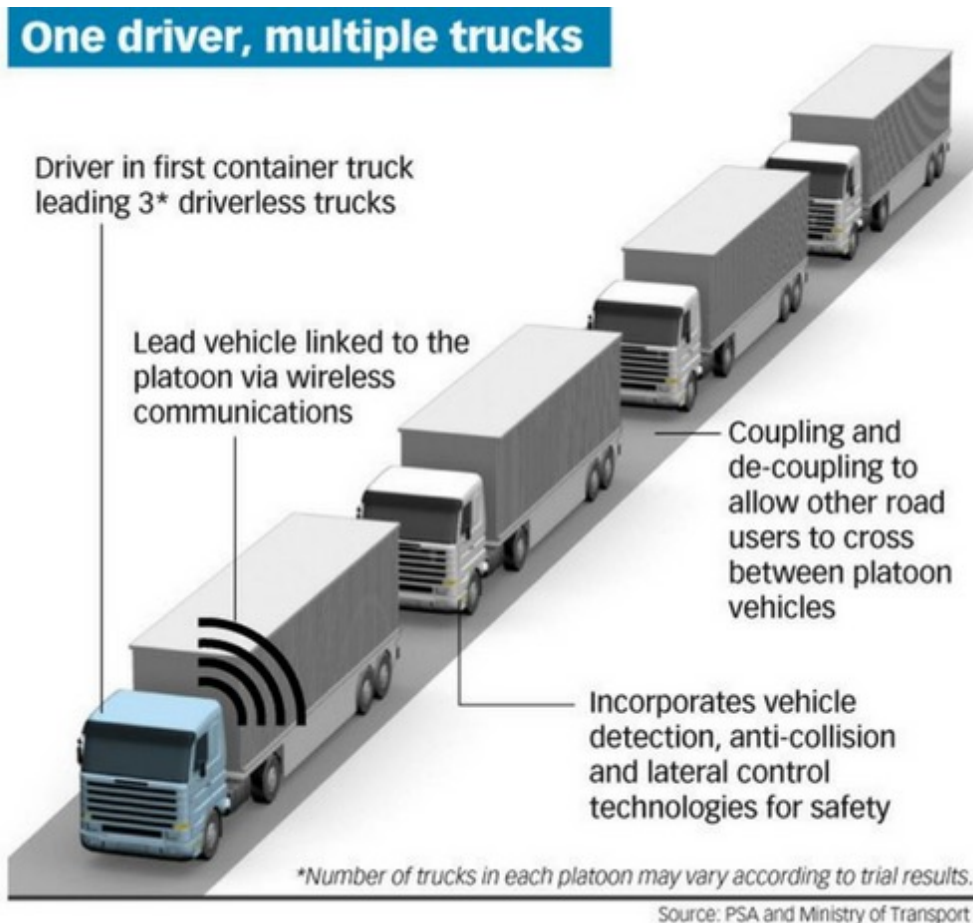 One driver, multiple trucks
Driver in first container truck
leading 3* driverless trucks
Lead vehicle linked to the
platoon via wireless
communications
Coupling and
de-coupling to
allow other road
users to cross
between platoon
vehicles
Incorporates vehicle
detection, anti-collision
and lateral control
technologies for safety
*Number of trucks in each platoon may vary according to trial results.
Source: PSA and Ministry of Transport